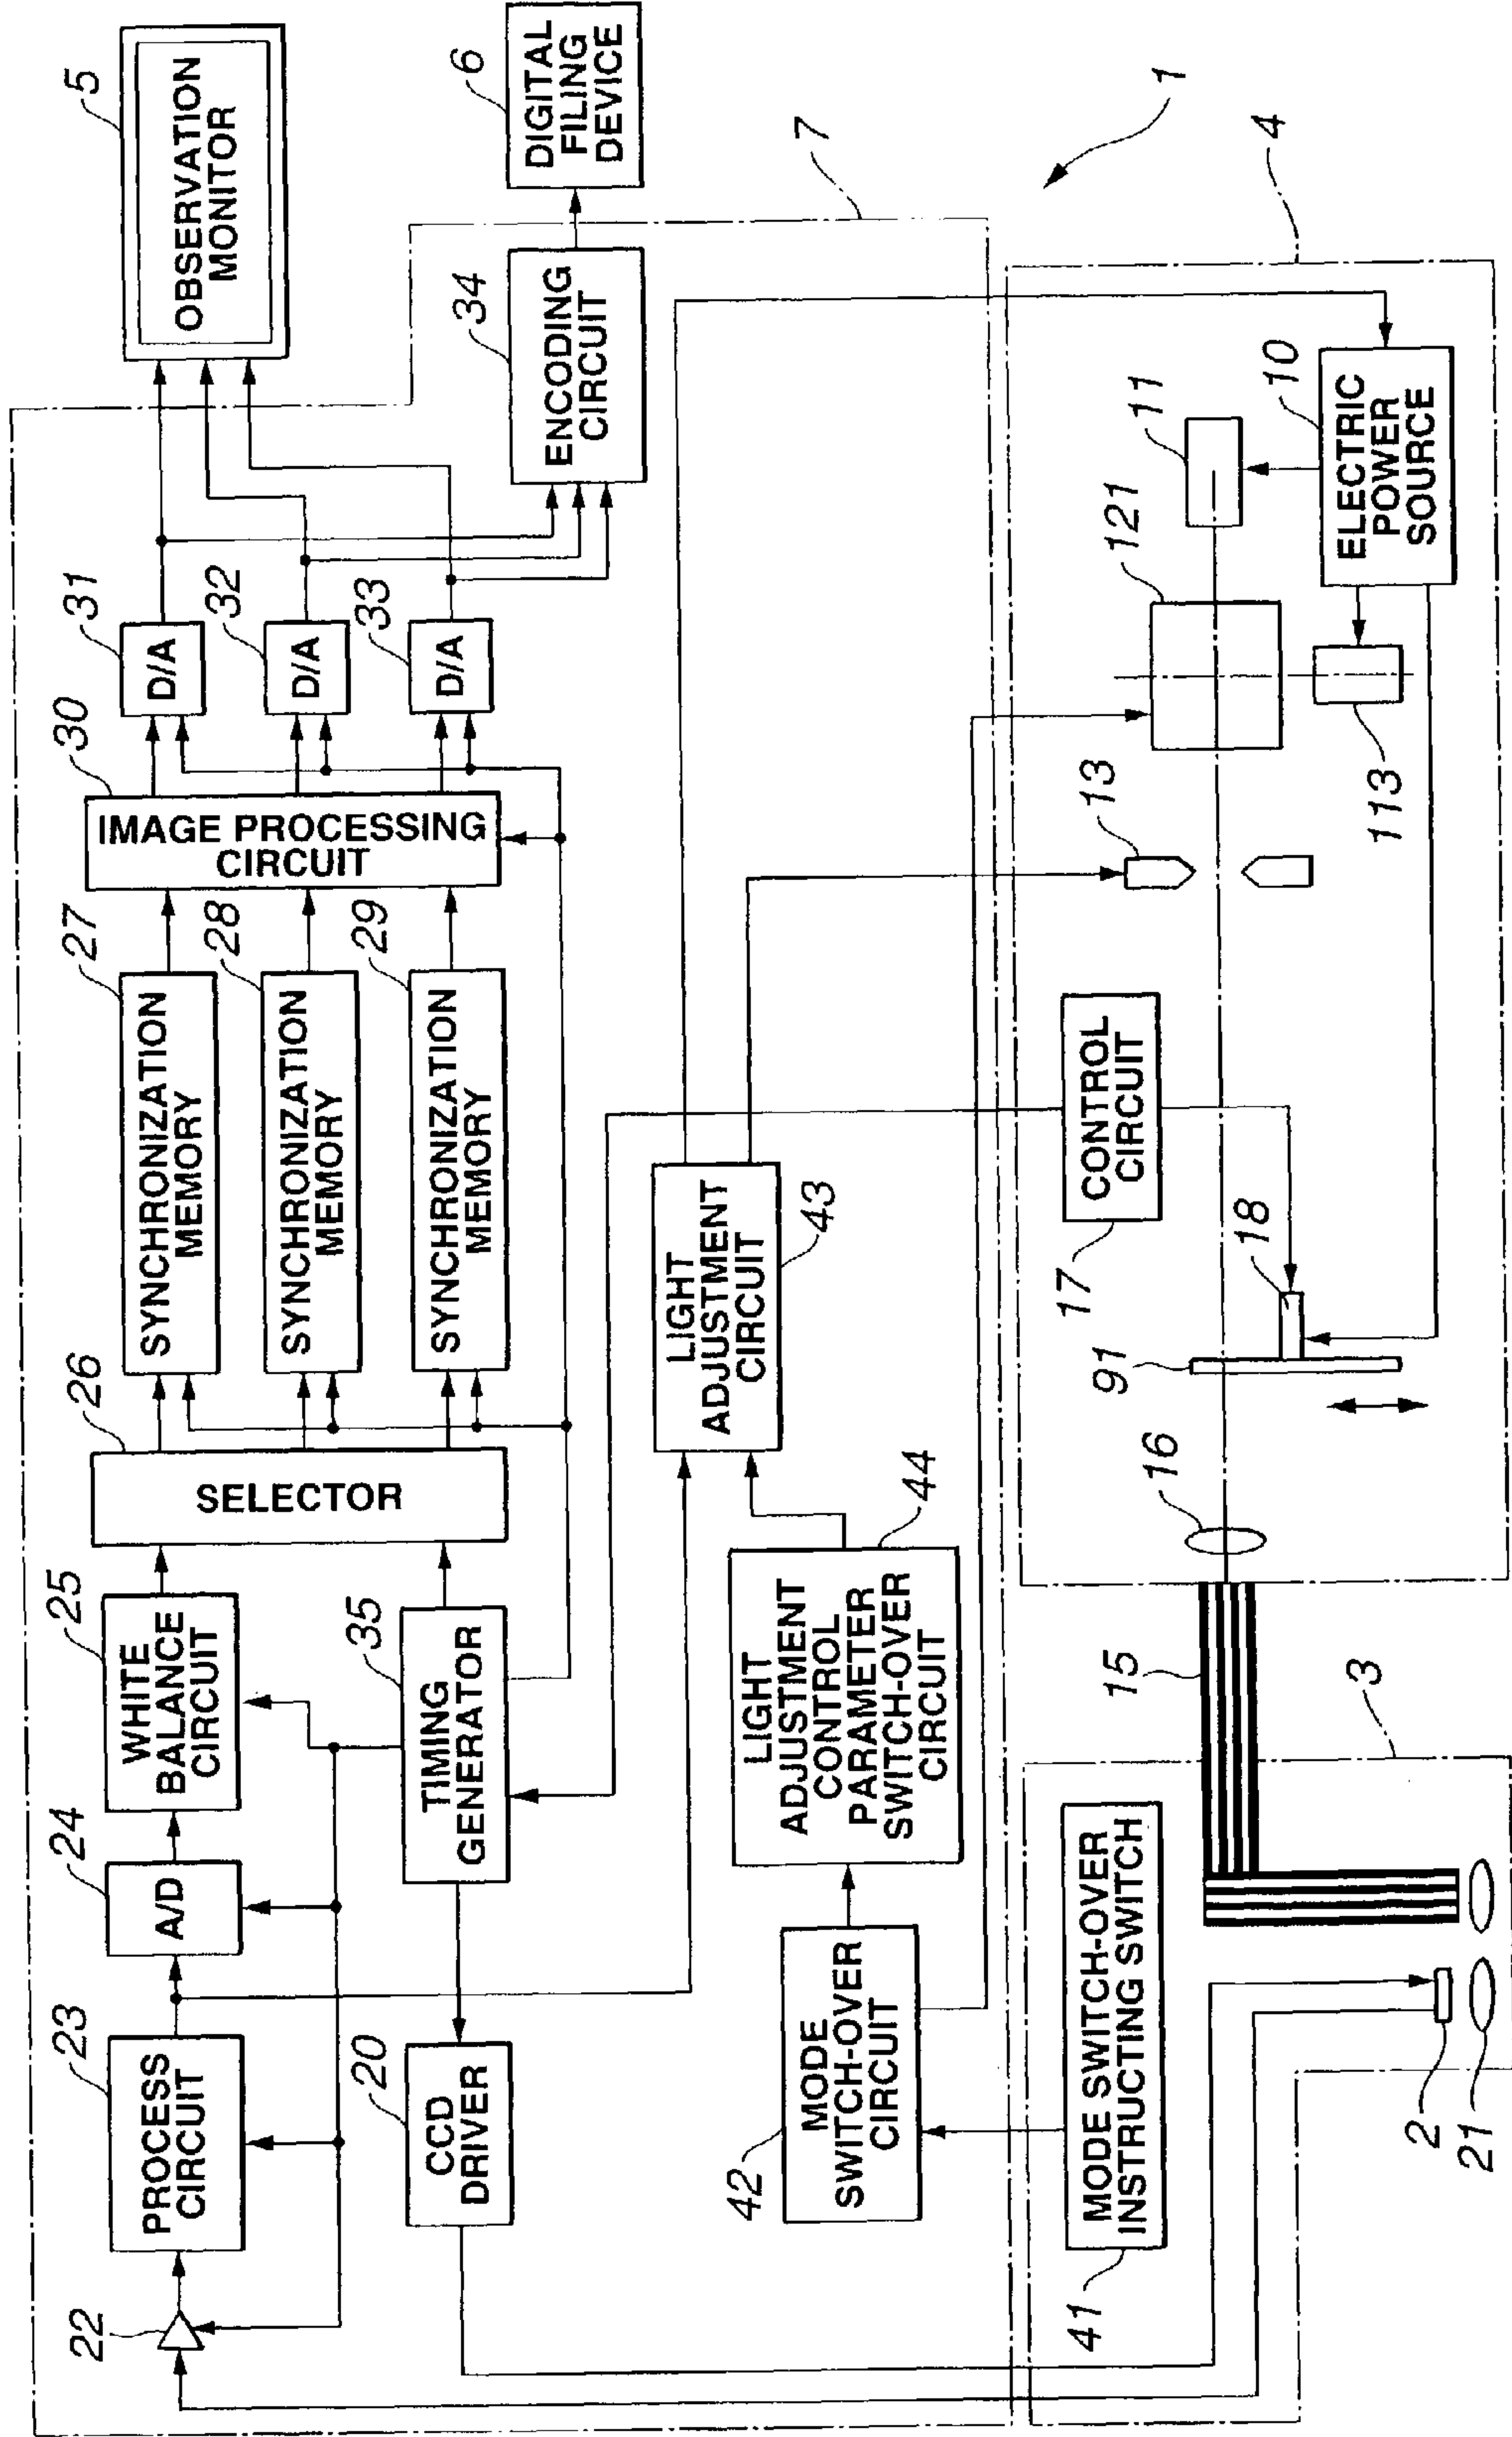 22
23
PROCESS
CIRCUIT
24
A/D
25
WHITE
BALANCE
CIRCUIT
26
SELECTOR
27
SYNCHRONIZATION
MEMORY
28
SYNCHRONIZATION
MEMORY
29
SYNCHRONIZATION
MEMORY
30
IMAGE PROCESSING
CIRCUIT
31
D/A
32
D/A
33
D/A
5
OBSERVATION
MONITOR
6
DIGITAL
FILING
DEVICE
34
ENCODING
CIRCUIT
7
20
CCD
DRIVER
35
TIMING
GENERATOR
42
MODE
SWITCH-OVER
CIRCUIT
44
LIGHT
ADJUSTMENT
CONTROL
PARAMETER
SWITCH-OVER
CIRCUIT
43
LIGHT
ADJUSTMENT
CIRCUIT
1
4
41
MODE SWITCH-OVER
INSTRUCTING SWITCH
3
2
21
15
16
91
18
17
CONTROL
CIRCUIT
13
121
113
11
10
ELECTRIC
POWER
SOURCE